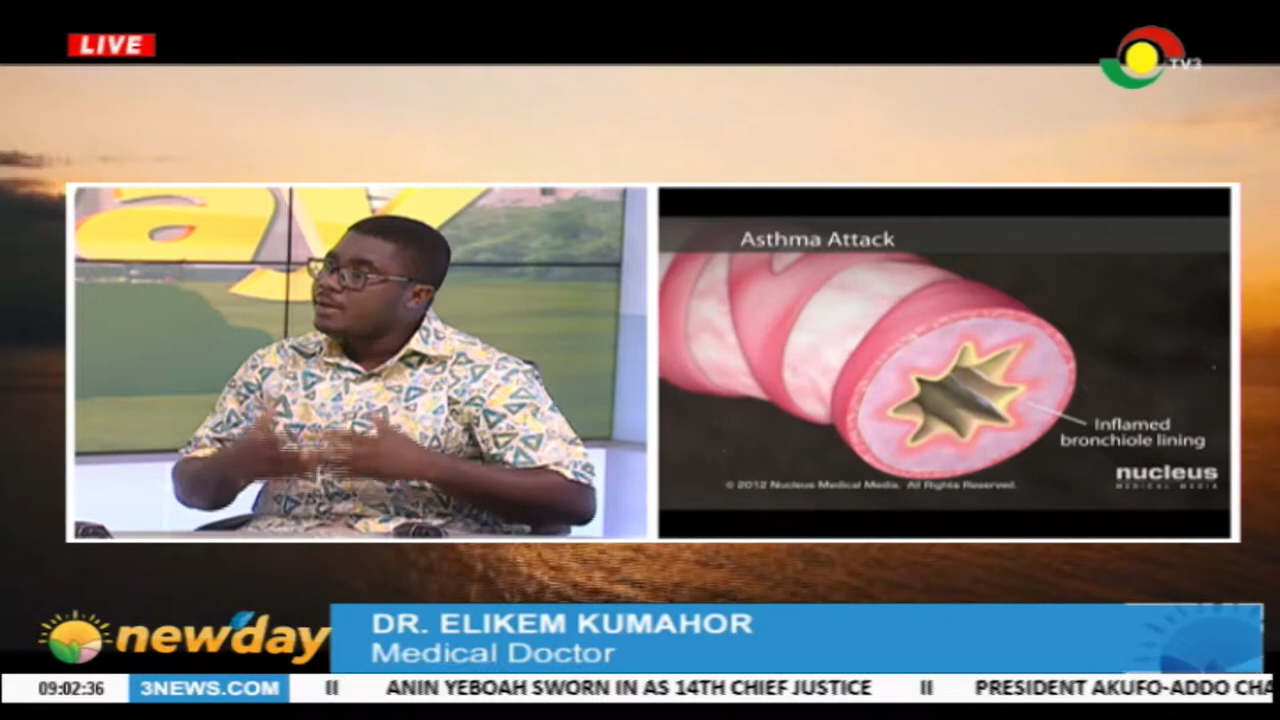 LIVE
TV3
ay
Asthma Attack
Inflamed
bronchiole lining
nucleus
MEDICAL MEDIA
© 2012 Nucleus Medical Media. All Rights Reserved.
DR. ELIKEM KUMAHOR
Medical Doctor
newday
09:02:36
3NEWS.COM
ANIN YEBOAH SWORN IN AS 14TH CHIEF JUSTICE
PRESIDENT AKUFO-ADDO CHA